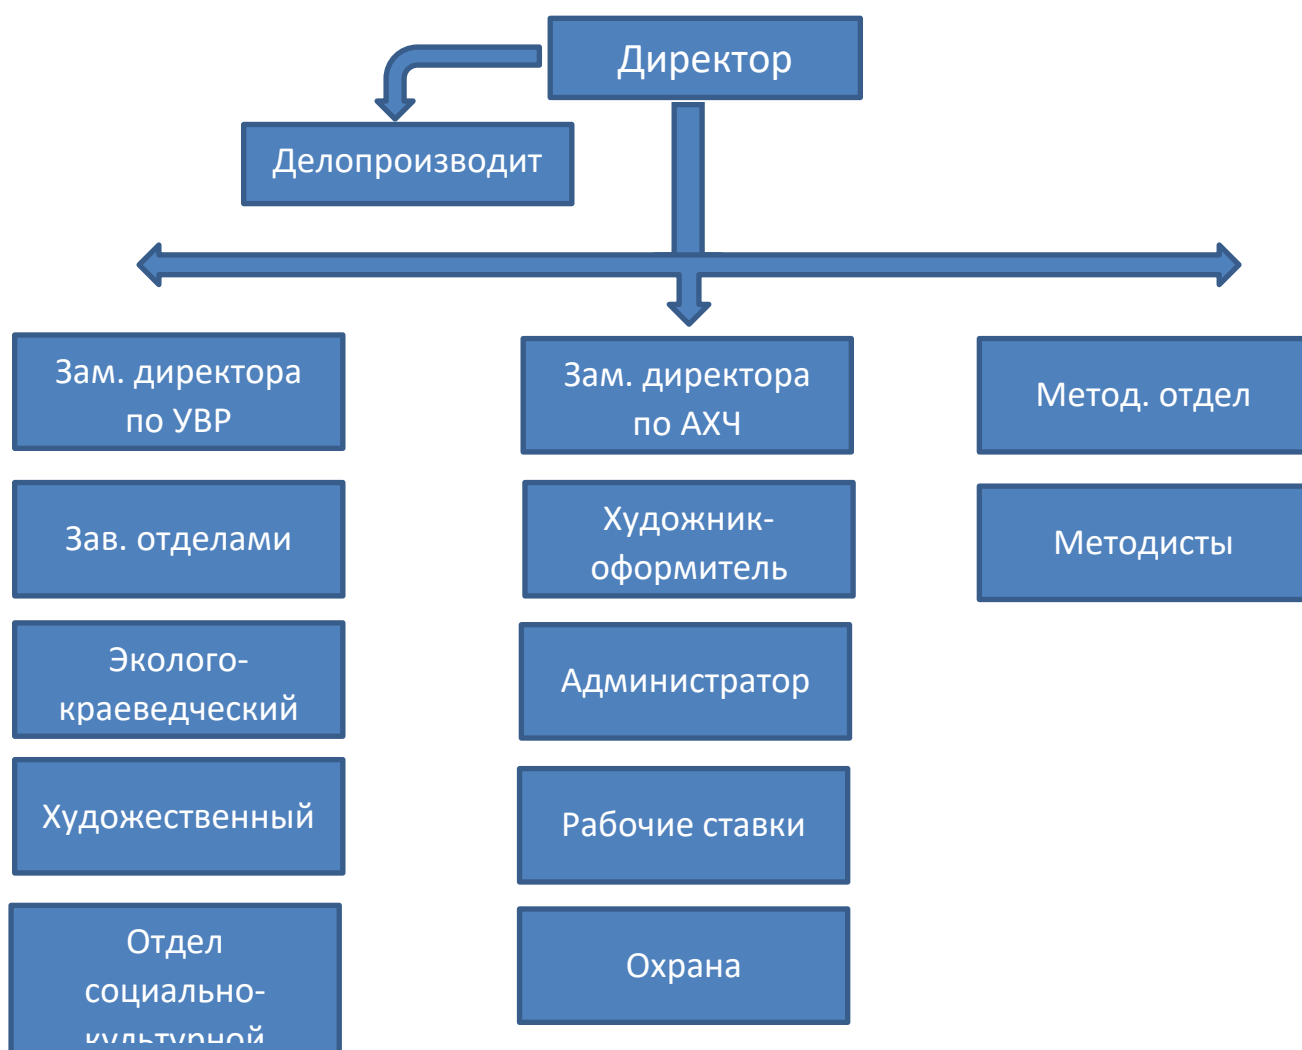 Директор
Делопроизводит
Зам. директора
по УВР
Зам. директора
по АХЧ
Метод. отдел
Зав. отделами
Художник-
оформитель
Методисты
Эколого-
краеведческий
Администратор
Художественный
Рабочие ставки
Отдел
социально-
культурной
Охрана